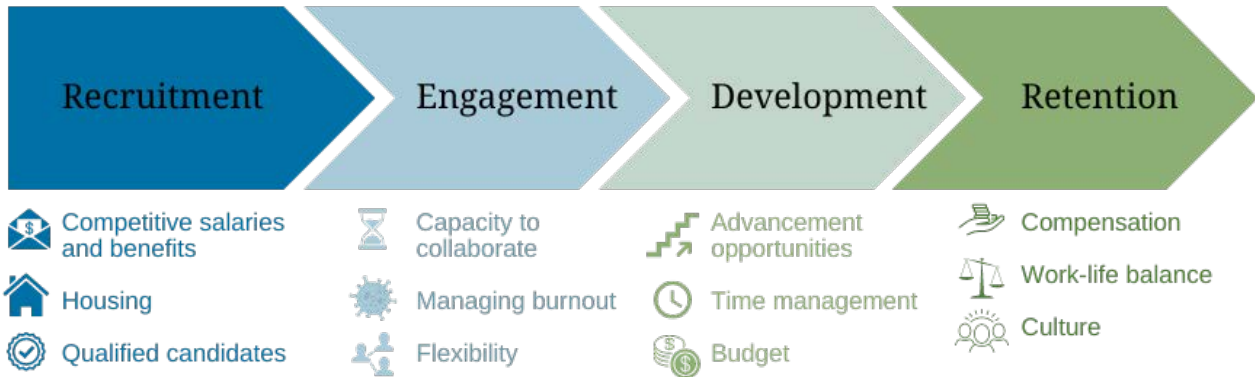 Recruitment
Engagement
Development
Retention
$ Competitive salaries
and benefits
Housing
Qualified candidates
Capacity to
collaborate
Managing burnout
Flexibility
Advancement
opportunities
Time management
$ Budget
Compensation
Work-life balance
Culture